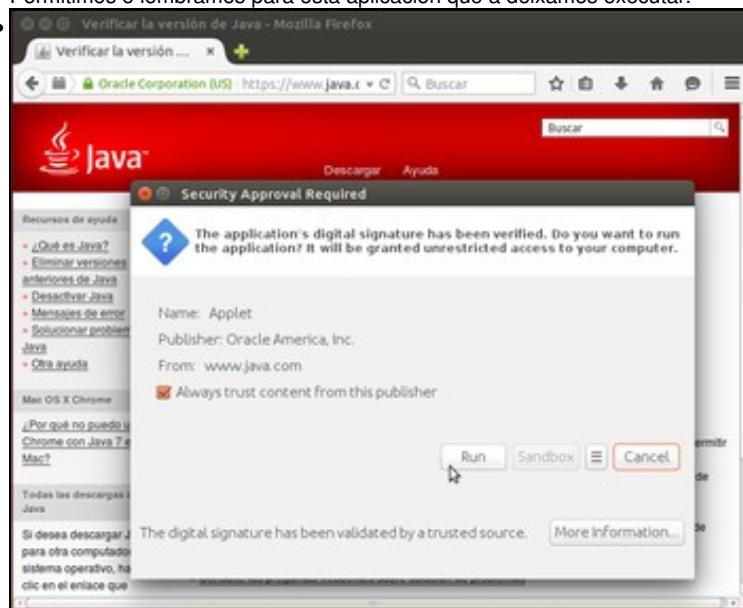 Permitimos e lembramos para esta aplicación que a deixamos executar.
Verificar la versión de Java - Mozilla Firefox
Verificar la versión ... ×
Oracle Corporation (US) https://www.java.c Buscar
Java
Buscar
Descargar Ayuda
Security Approval Required
The application's digital signature has been verified. Do you want to run
the application? It will be granted unrestricted access to your computer.
Name: Applet
Publisher: Oracle America, Inc.
From: www.java.com
Always trust content from this publisher
Run Sandbox Cancel
The digital signature has been validated by a trusted source. More Information...
Recursos de ayuda
¿Qué es Java?
Eliminar versiones
anteriores de Java
Desactivar Java
Mensajes de error
Solucionar problem
Java
Otra ayuda
Mac OS X Chrome
¿Por qué no puedo u
Chrome con Java 7 e
Mac?
Todas las descargas
Java
Si desea descargar J
para otra computado
sistema operativo, ha
clic en el enlace que
ermitir
de
de